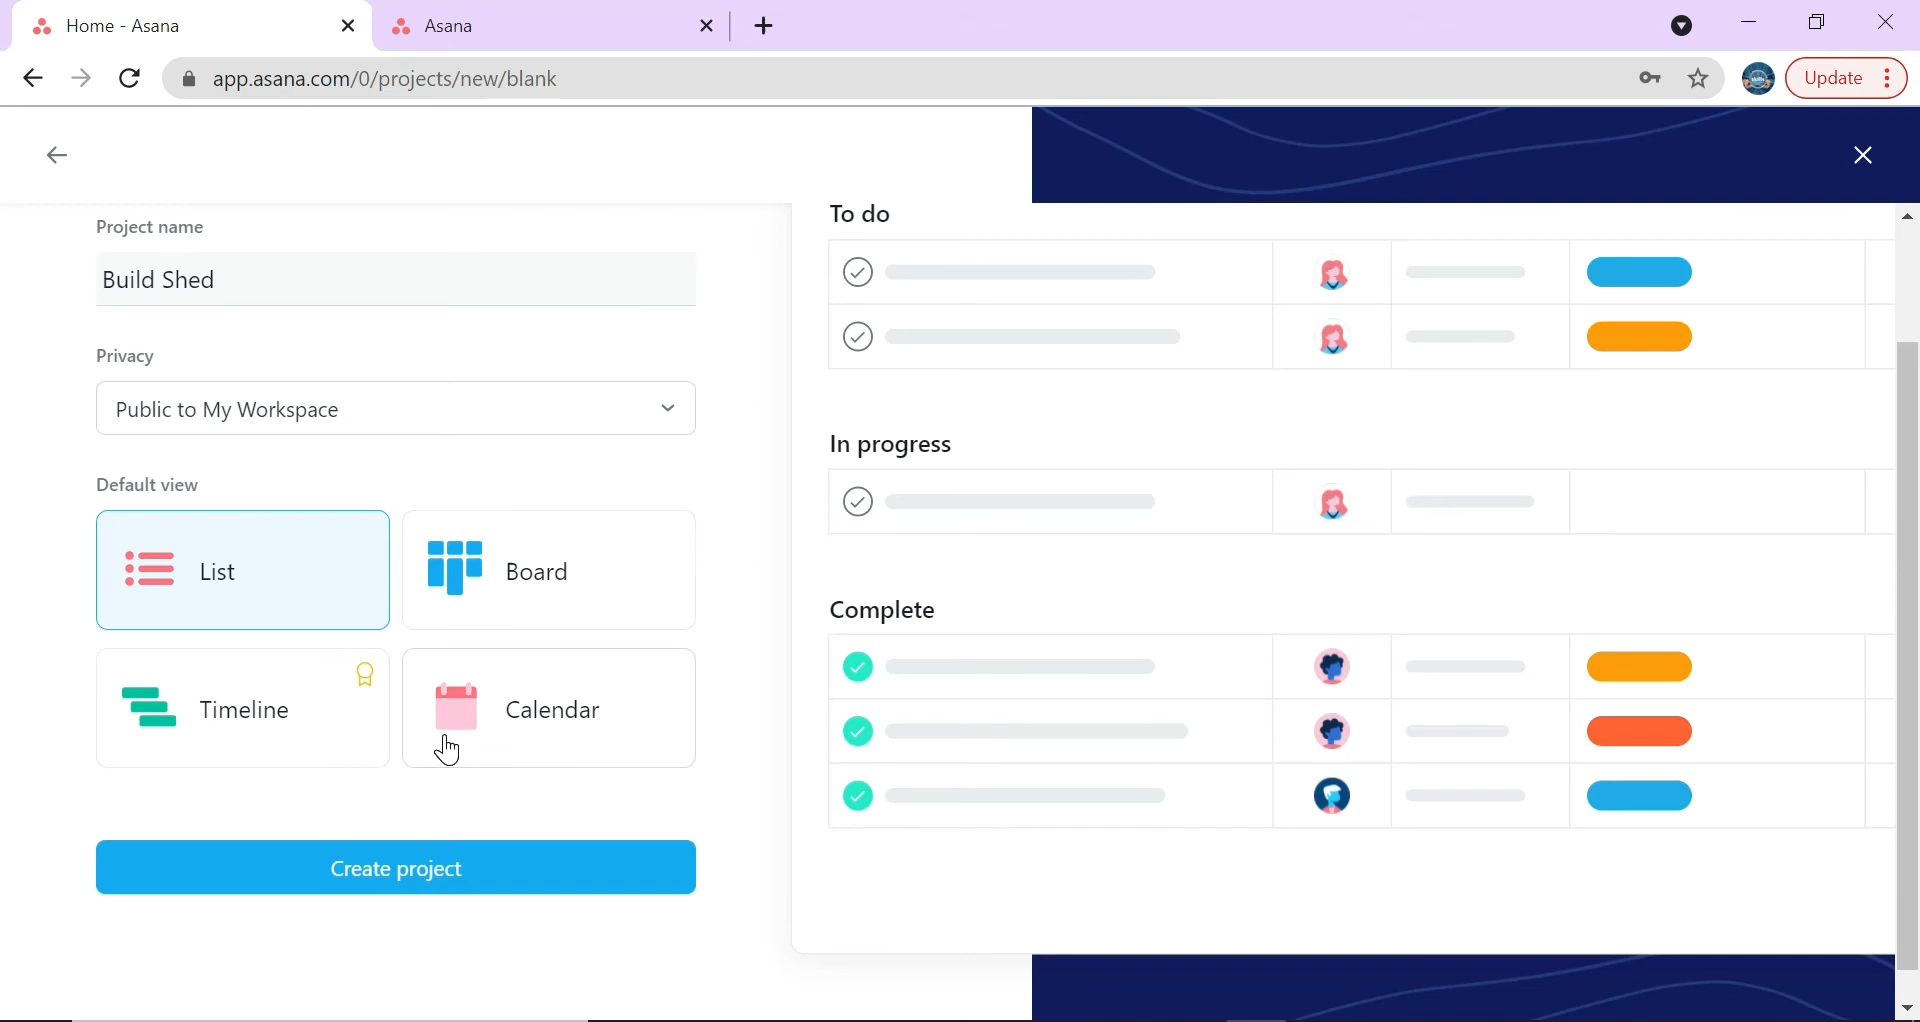 Home - Asana
Asana
app.asana.com/0/projects/new/blank
Update
Project name
Build Shed
Privacy
Public to My Workspace
Default view
List
Board
Timeline
Calendar
Create project
To do
In progress
Complete